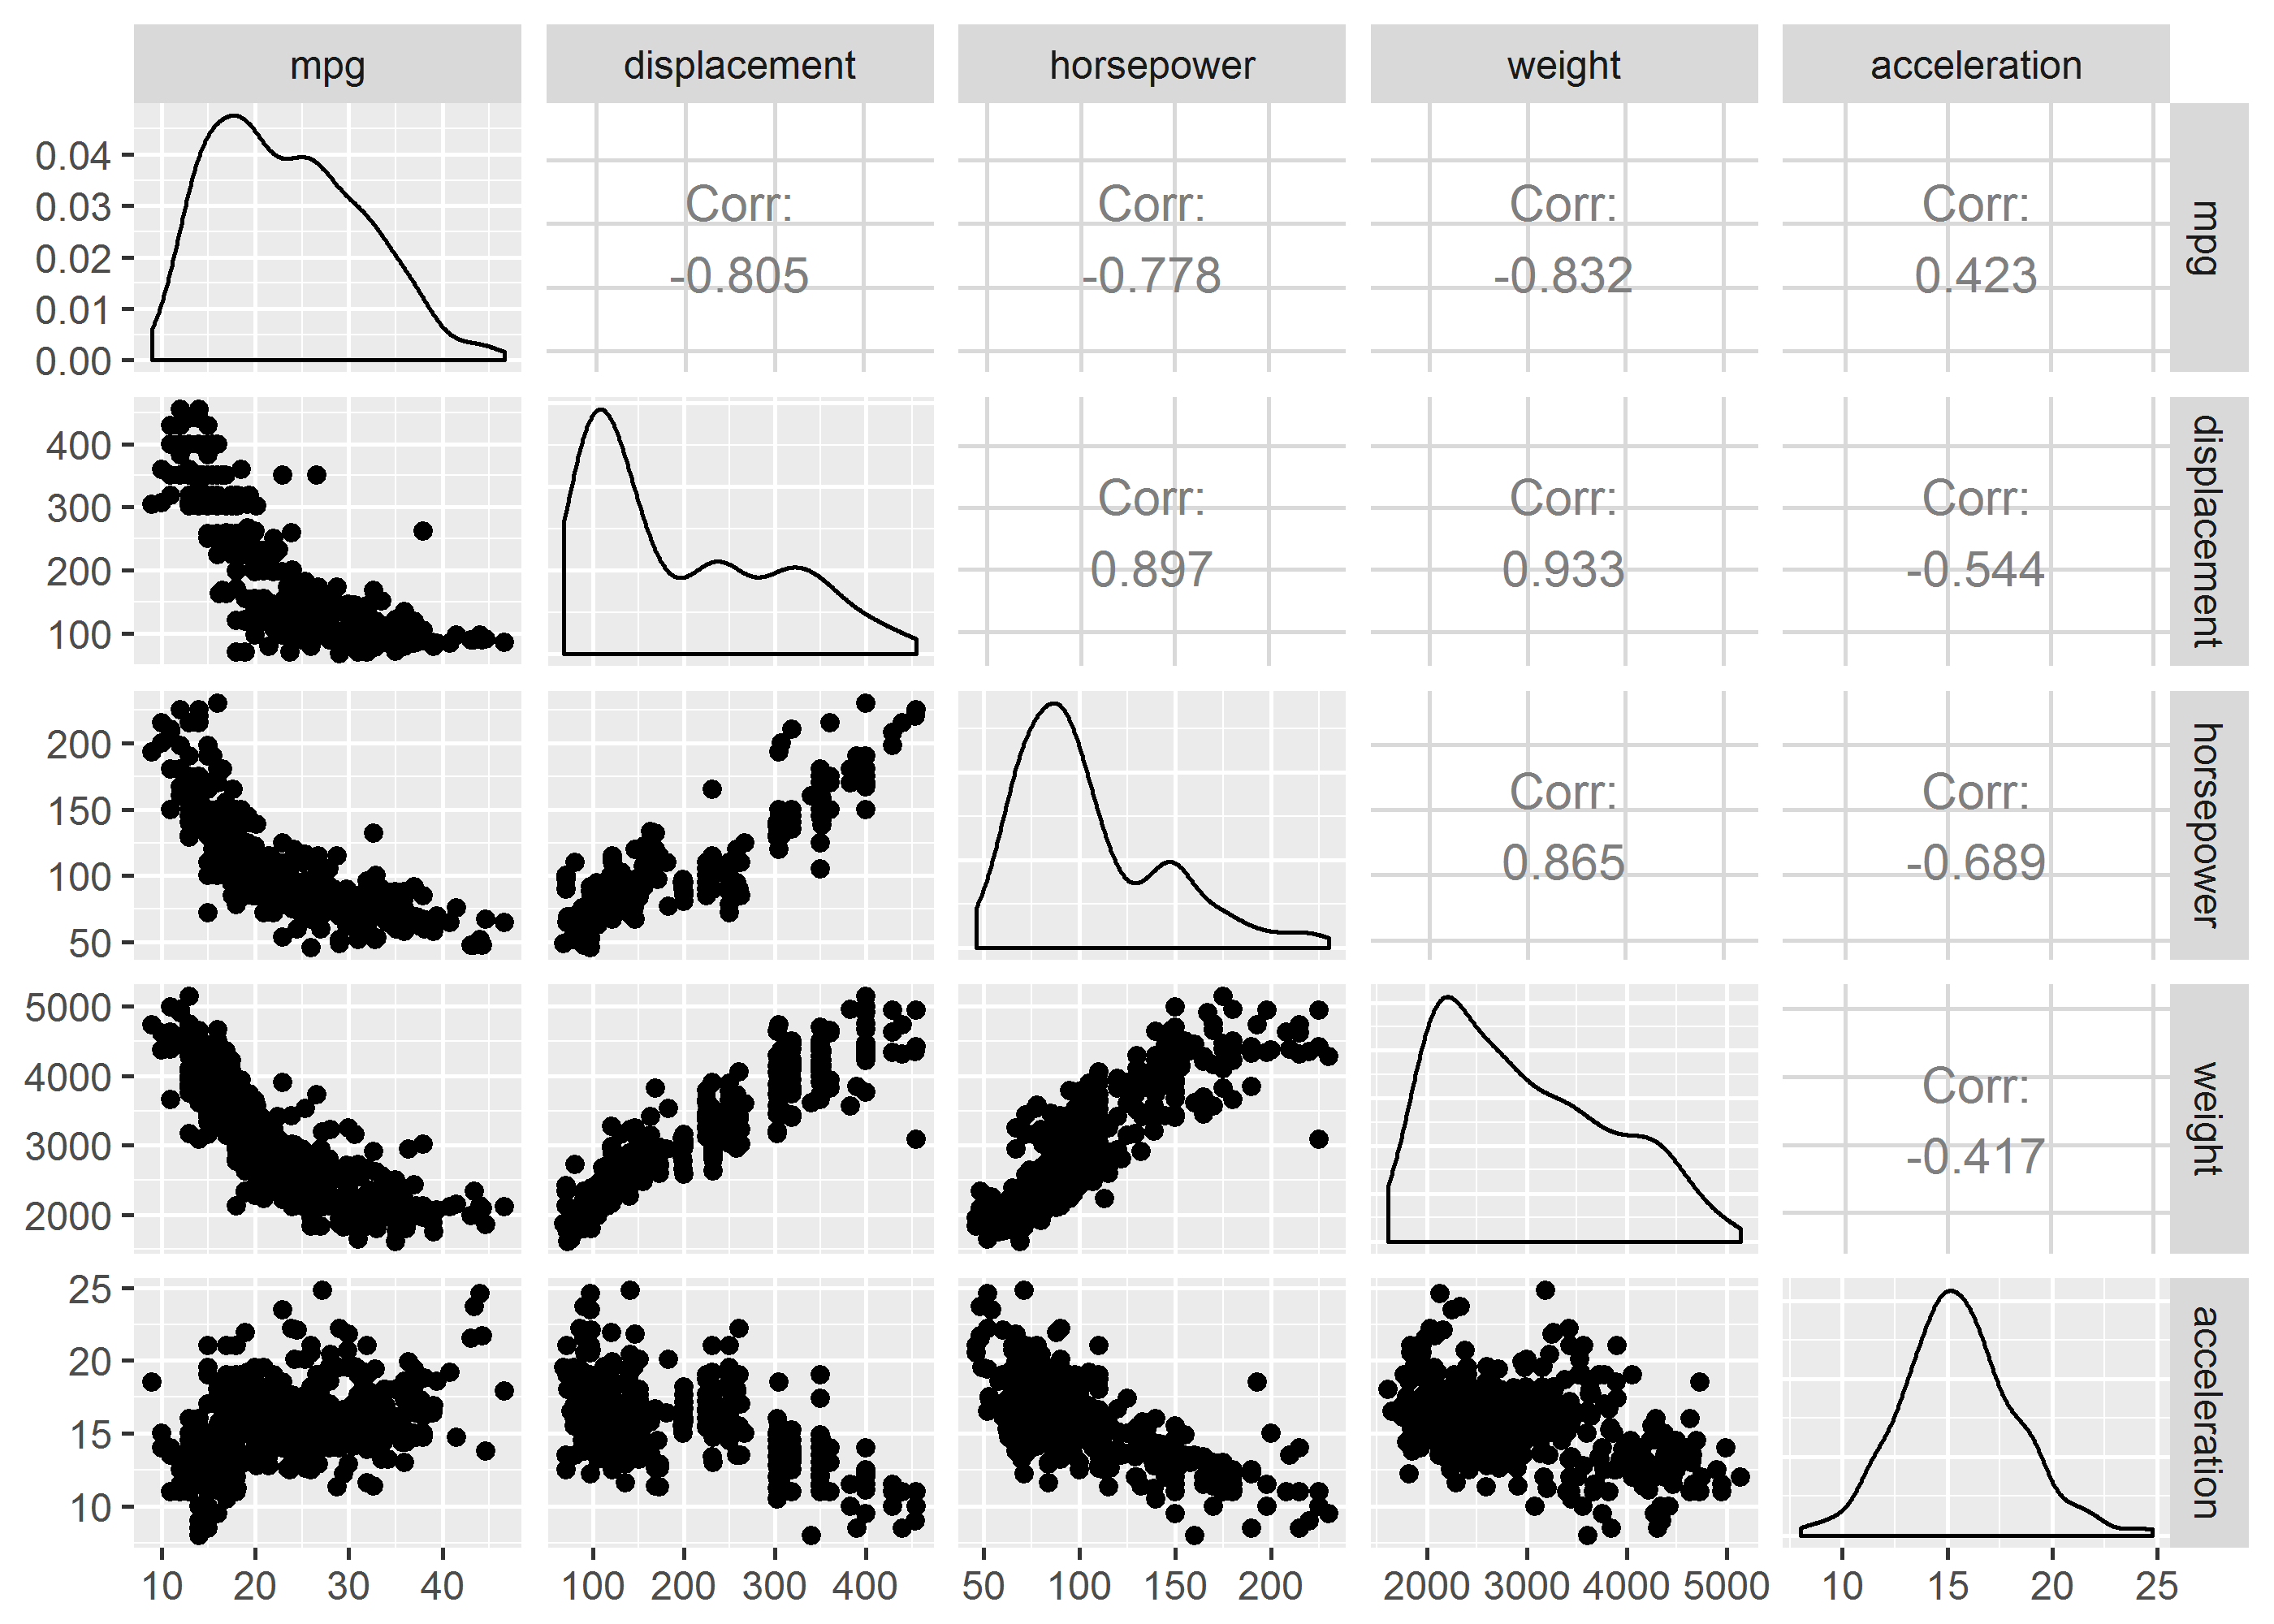 mpg displacement horsepower weight acceleration
0.04
0.03
0.02
0.01
0.00
Corr:
-0.805
Corr:
-0.778
Corr:
-0.832
Corr:
0.423
mpg
400
300
200
100
Corr:
0.897
Corr:
0.933
Corr:
-0.544
displacement
200
150
100
50
Corr:
0.865
Corr:
-0.689
horsepower
5000
4000
3000
2000
Corr:
-0.417
weight
25
20
15
10
acceleration
10 20 30 40
100 200 300 400
50 100 150 200
2000 3000 4000 5000
10 15 20 25